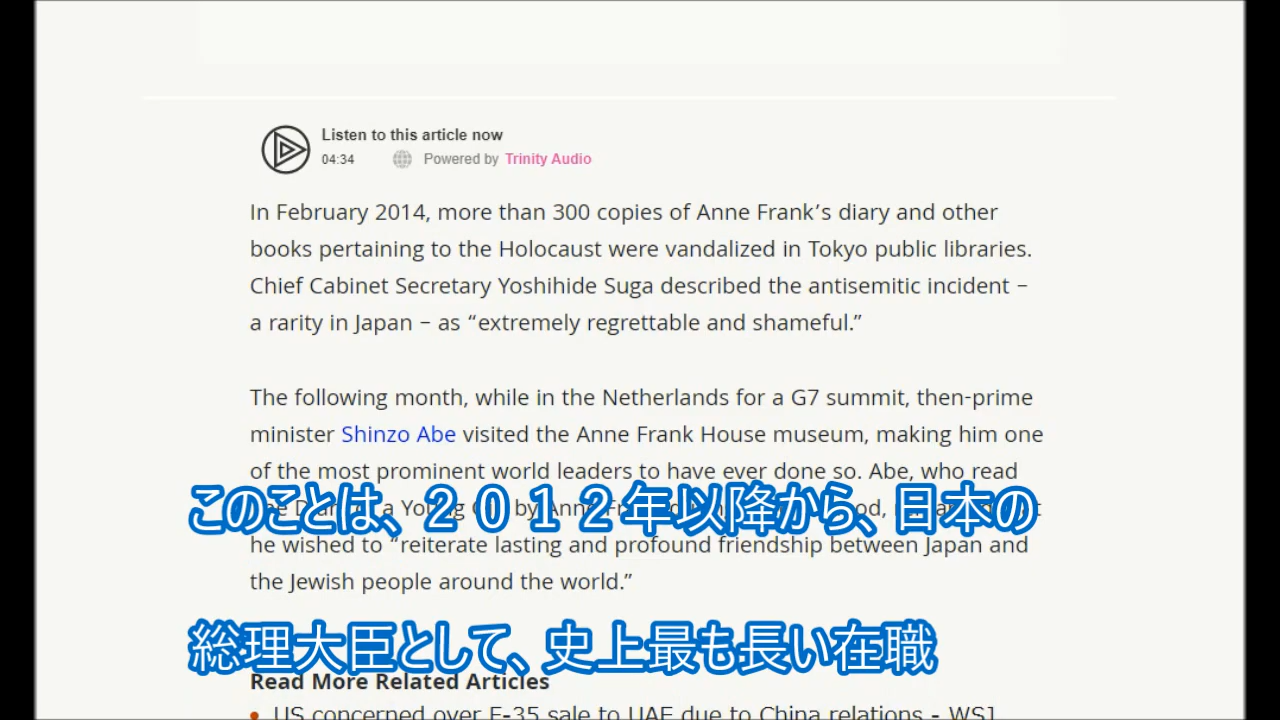 Listen to this article now
04:34 Powered by Trinity Audio
In February 2014, more than 300 copies of Anne Frank's diary and other
books pertaining to the Holocaust were vandalized in Tokyo public libraries.
Chief Cabinet Secretary Yoshihide Suga described the antisemitic incident –
a rarity in Japan – as “extremely regrettable and shameful.”
The following month, while in the Netherlands for a G7 summit, then-prime
minister Shinzo Abe visited the Anne Frank House museum, making him one
of the most prominent world leaders to have ever done so. Abe, who read
このことは、２０１２年以降から、日本の
he wished to “reiterate lasting and profound friendship between Japan and
the Jewish people around the world.”
総理大臣として、史上最も長い在職
Read More Related Articles
US concerned over F-35 sale to UAE due to China relations - WSJ